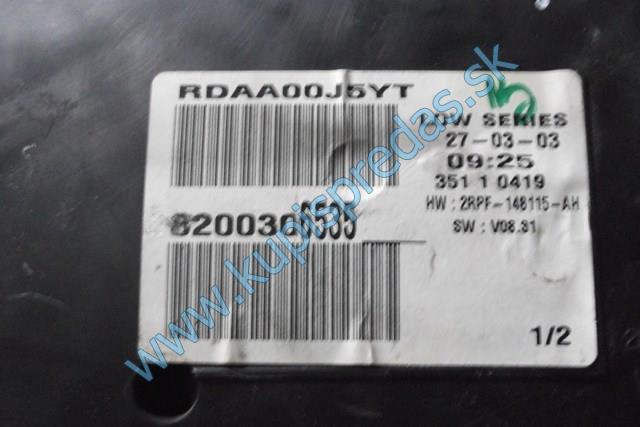 RDAA00J5YT
LOW SERIES
27-03-03
09:25
351 1 0419
HW : 2RPF-148115-AH
SW : V08.31
1/2
www.kupispredas.sk